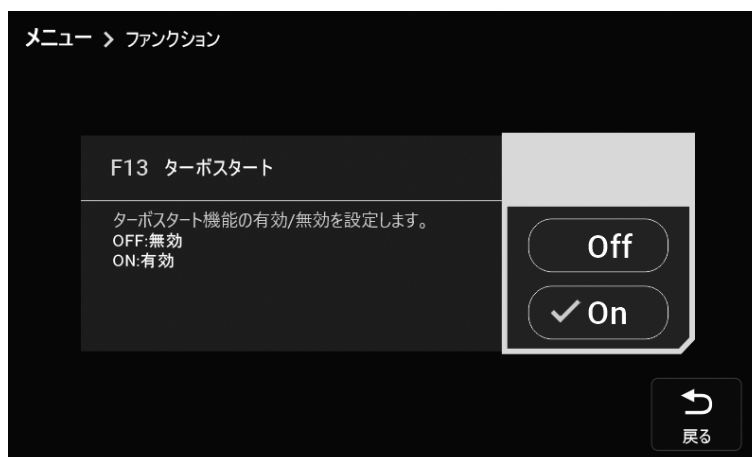 メニュー > ファンクション
F13 ターボスタート
ターボスタート機能の有効/無効を設定します。
OFF:無効
ON:有効
Off
On
戻る